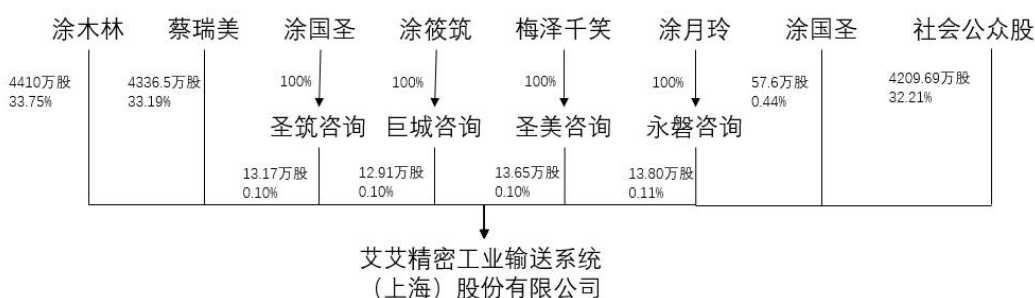 涂木林 蔡瑞美 涂国圣 涂筱筑 梅泽千笑 涂月玲 涂国圣 社会公众股
4410万股
33.75%
4336.5万股
33.19%
100%
100%
100%
100%
57.6万股
0.44%
4209.69万股
32.21%
圣筑咨询 巨城咨询 圣美咨询 永磐咨询
13.17万股
0.10%
12.91万股
0.10%
13.65万股
0.10%
13.80万股
0.11%
艾艾精密工业输送系统
（上海）股份有限公司